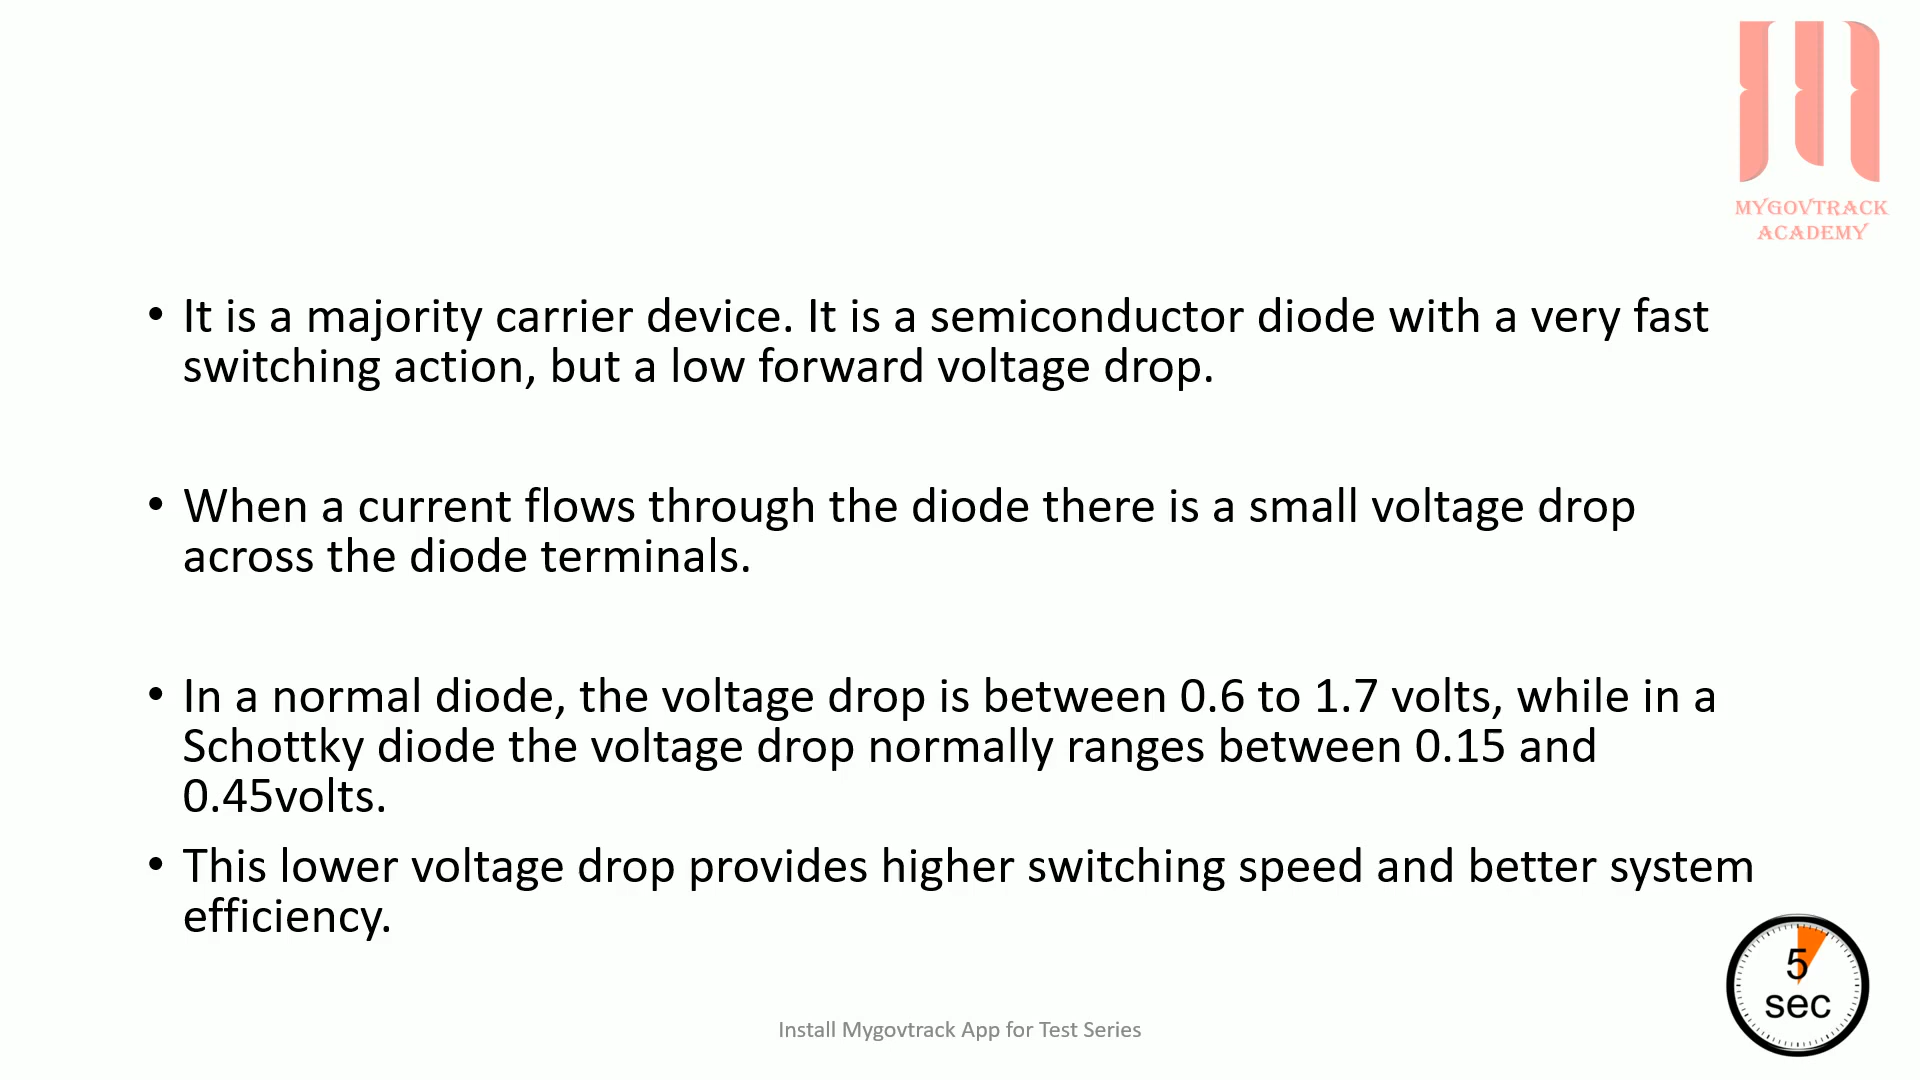 MYGOVTRACK
ACADEMY
• It is a majority carrier device. It is a semiconductor diode with a very fast
switching action, but a low forward voltage drop.
• When a current flows through the diode there is a small voltage drop
across the diode terminals.
• In a normal diode, the voltage drop is between 0.6 to 1.7 volts, while in a
Schottky diode the voltage drop normally ranges between 0.15 and
0.45volts.
• This lower voltage drop provides higher switching speed and better system
efficiency.
5
sec
Install Mygovtrack App for Test Series